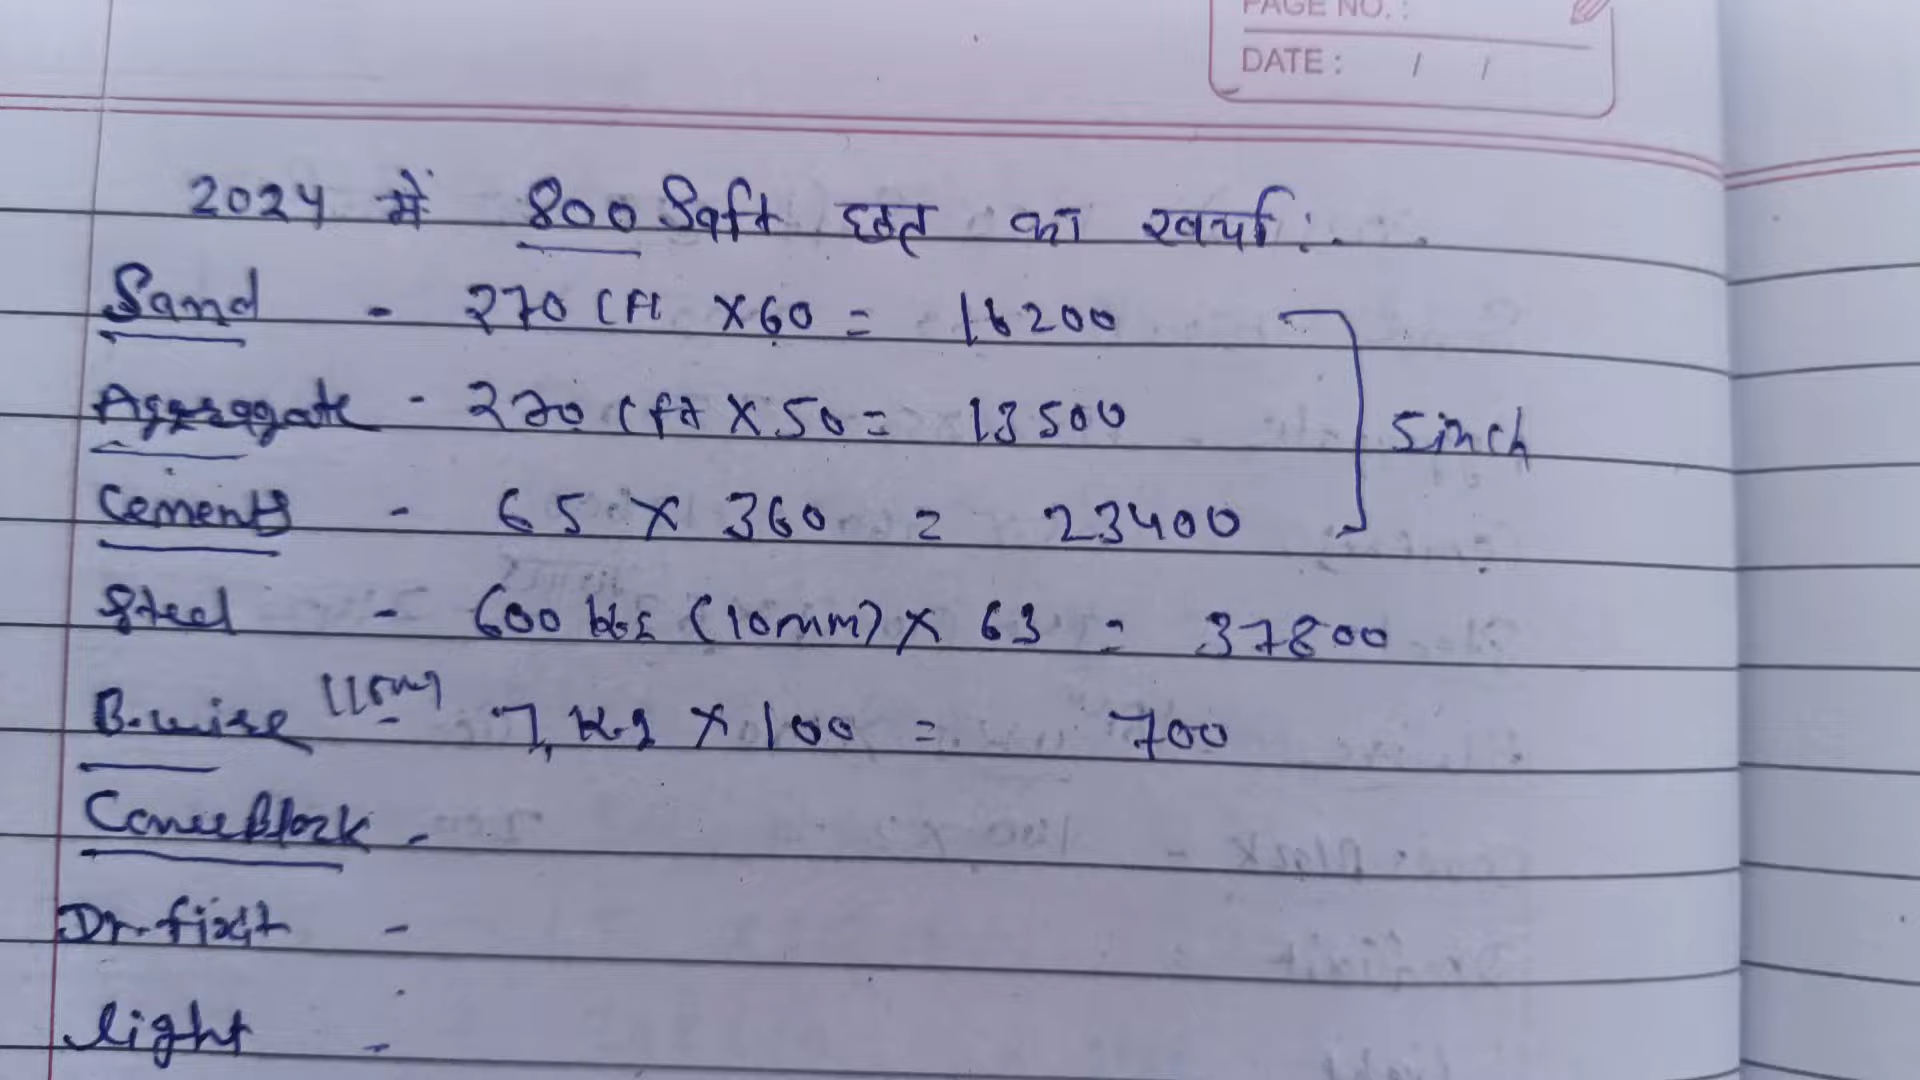 PAGE NO. :
DATE : / /
2024 में 800 Sqft छत का खर्चा :.
Sand - 270 Cft X 60 = 16200
Aggregate - 270 Cft X 50 = 13500
5 inch
Cements - 65 X 360 = 23400
Steel - 600 kgs (10mm) X 63 = 37800
B.wire - 7 kg X 100 = 700
Cover Block -
Dr. fixit -
light -